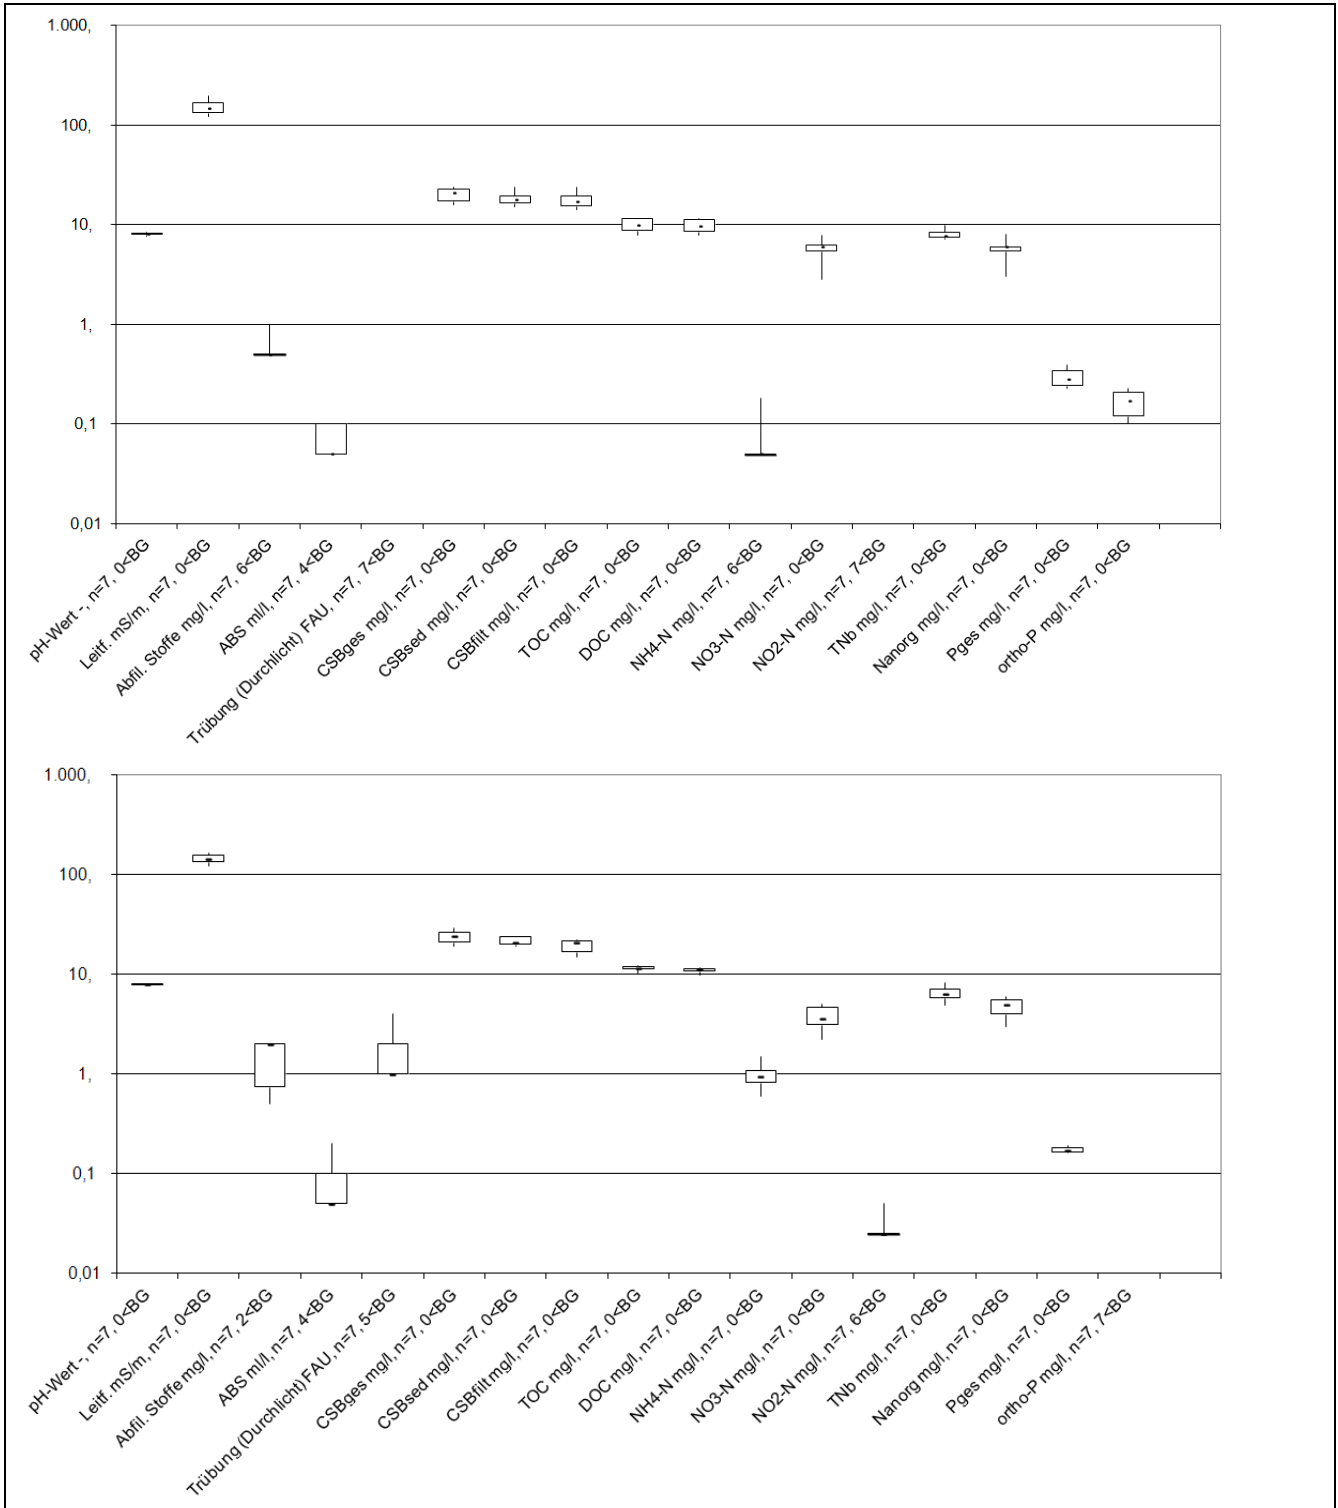 1.000,
100,
10,
1,
0,1
0,01
pH-Wert -, n=7, 0<BG
Leitf. mS/m, n=7, 0<BG
Abfil. Stoffe mg/l, n=7, 6<BG
ABS ml/l, n=7, 4<BG
Trübung (Durchlicht) FAU, n=7, 7<BG
CSBges mg/l, n=7, 0<BG
CSBsed mg/l, n=7, 0<BG
CSBfilt mg/l, n=7, 0<BG
TOC mg/l, n=7, 0<BG
DOC mg/l, n=7, 0<BG
NH4-N mg/l, n=7, 6<BG
NO3-N mg/l, n=7, 0<BG
NO2-N mg/l, n=7, 7<BG
TNb mg/l, n=7, 0<BG
Nanorg mg/l, n=7, 0<BG
Pges mg/l, n=7, 0<BG
ortho-P mg/l, n=7, 0<BG
1.000,
100,
10,
1,
0,1
0,01
pH-Wert -, n=7, 0<BG
Leitf. mS/m, n=7, 0<BG
Abfil. Stoffe mg/l, n=7, 2<BG
ABS ml/l, n=7, 4<BG
Trübung (Durchlicht) FAU, n=7, 5<BG
CSBges mg/l, n=7, 0<BG
CSBsed mg/l, n=7, 0<BG
CSBfilt mg/l, n=7, 0<BG
TOC mg/l, n=7, 0<BG
DOC mg/l, n=7, 0<BG
NH4-N mg/l, n=7, 0<BG
NO3-N mg/l, n=7, 0<BG
NO2-N mg/l, n=7, 6<BG
TNb mg/l, n=7, 0<BG
Nanorg mg/l, n=7, 0<BG
Pges mg/l, n=7, 0<BG
ortho-P mg/l, n=7, 7<BG